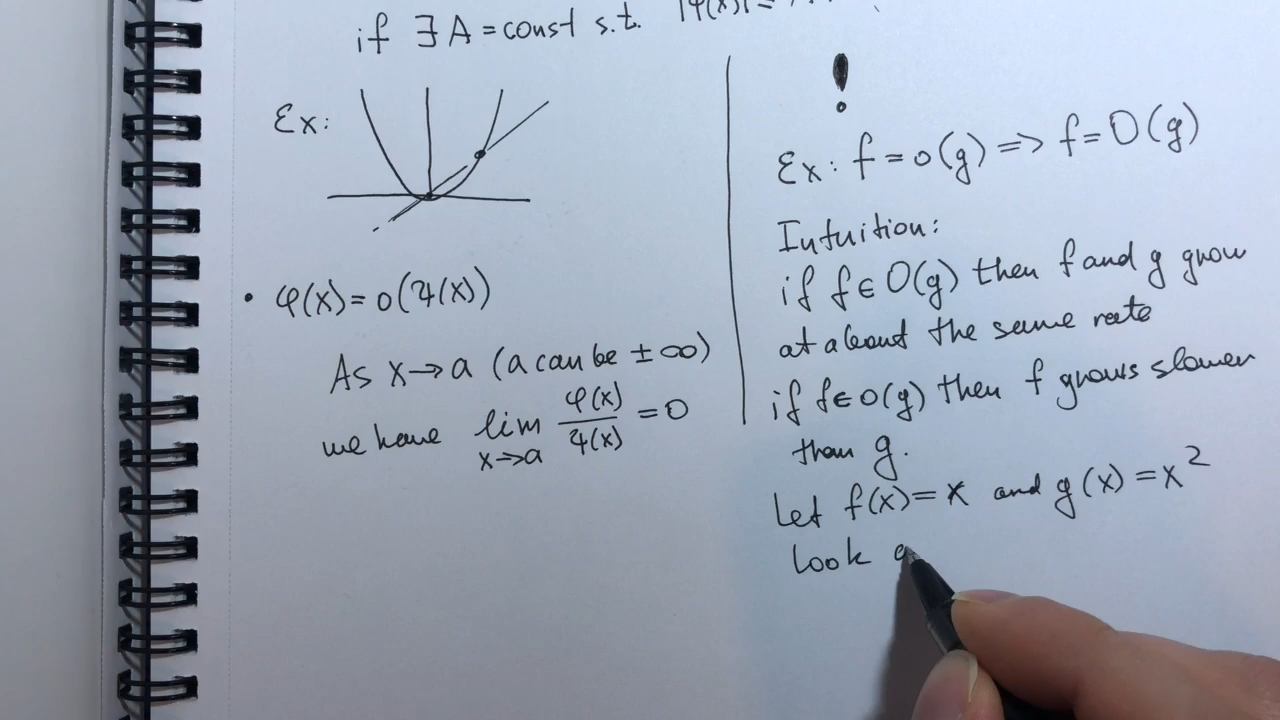 if ∃ A = const s.t. |φ(x)| =
Ex:
• φ(x) = o(ψ(x))
As x → a (a can be ± ∞)
we have lim x→a φ(x)/ψ(x) = 0
!
Ex: f = o(g) => f = O(g)
Intuition:
if f ∈ O(g) then f and g grow
at about the same rate
if f ∈ o(g) then f grows slower
than g.
Let f(x) = x and g(x) = x²
Look